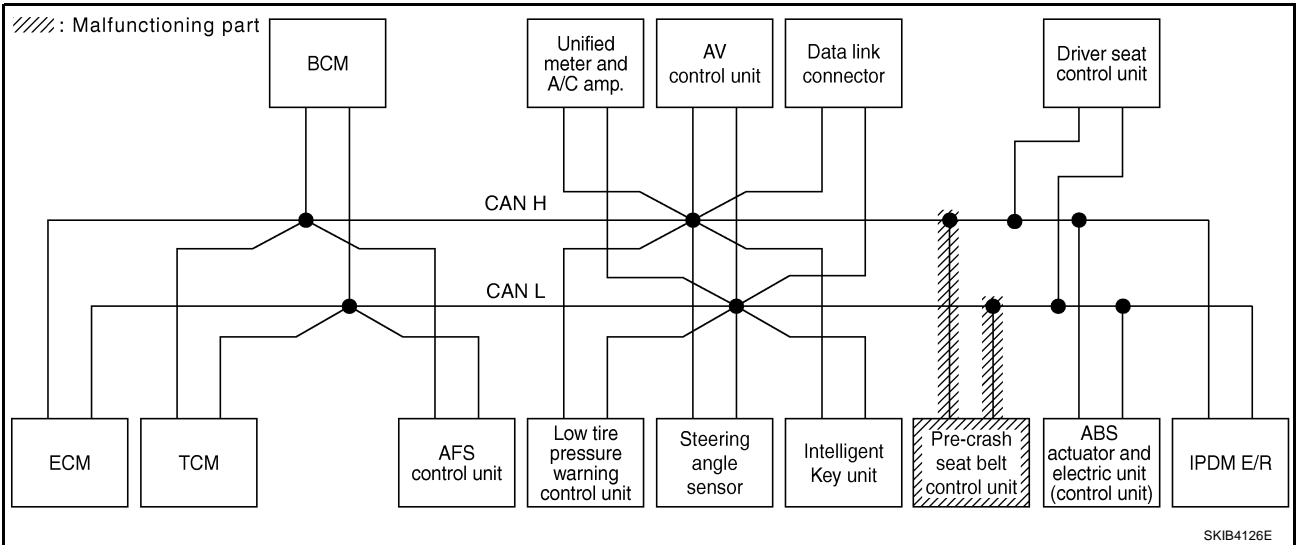 : Malfunctioning part
BCM
Unified
meter and
A/C amp.
AV
control unit
Data link
connector
Driver seat
control unit
CAN H
CAN L
ECM
TCM
AFS
control unit
Low tire
pressure
warning
control unit
Steering
angle
sensor
Intelligent
Key unit
Pre-crash
seat belt
control unit
ABS
actuator and
electric unit
(control unit)
IPDM E/R
SKIB4126E